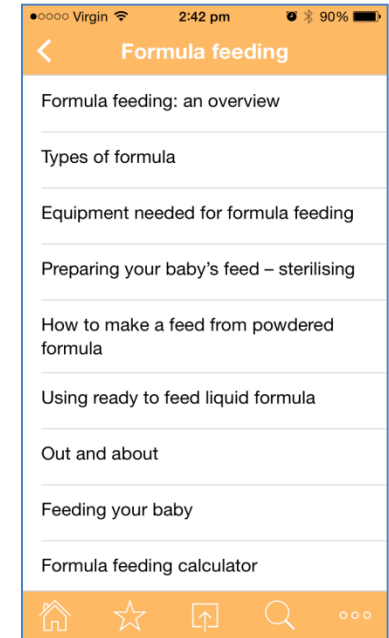 Virgin 2:42 pm 90%
Formula feeding
Formula feeding: an overview
Types of formula
Equipment needed for formula feeding
Preparing your baby's feed – sterilising
How to make a feed from powdered
formula
Using ready to feed liquid formula
Out and about
Feeding your baby
Formula feeding calculator